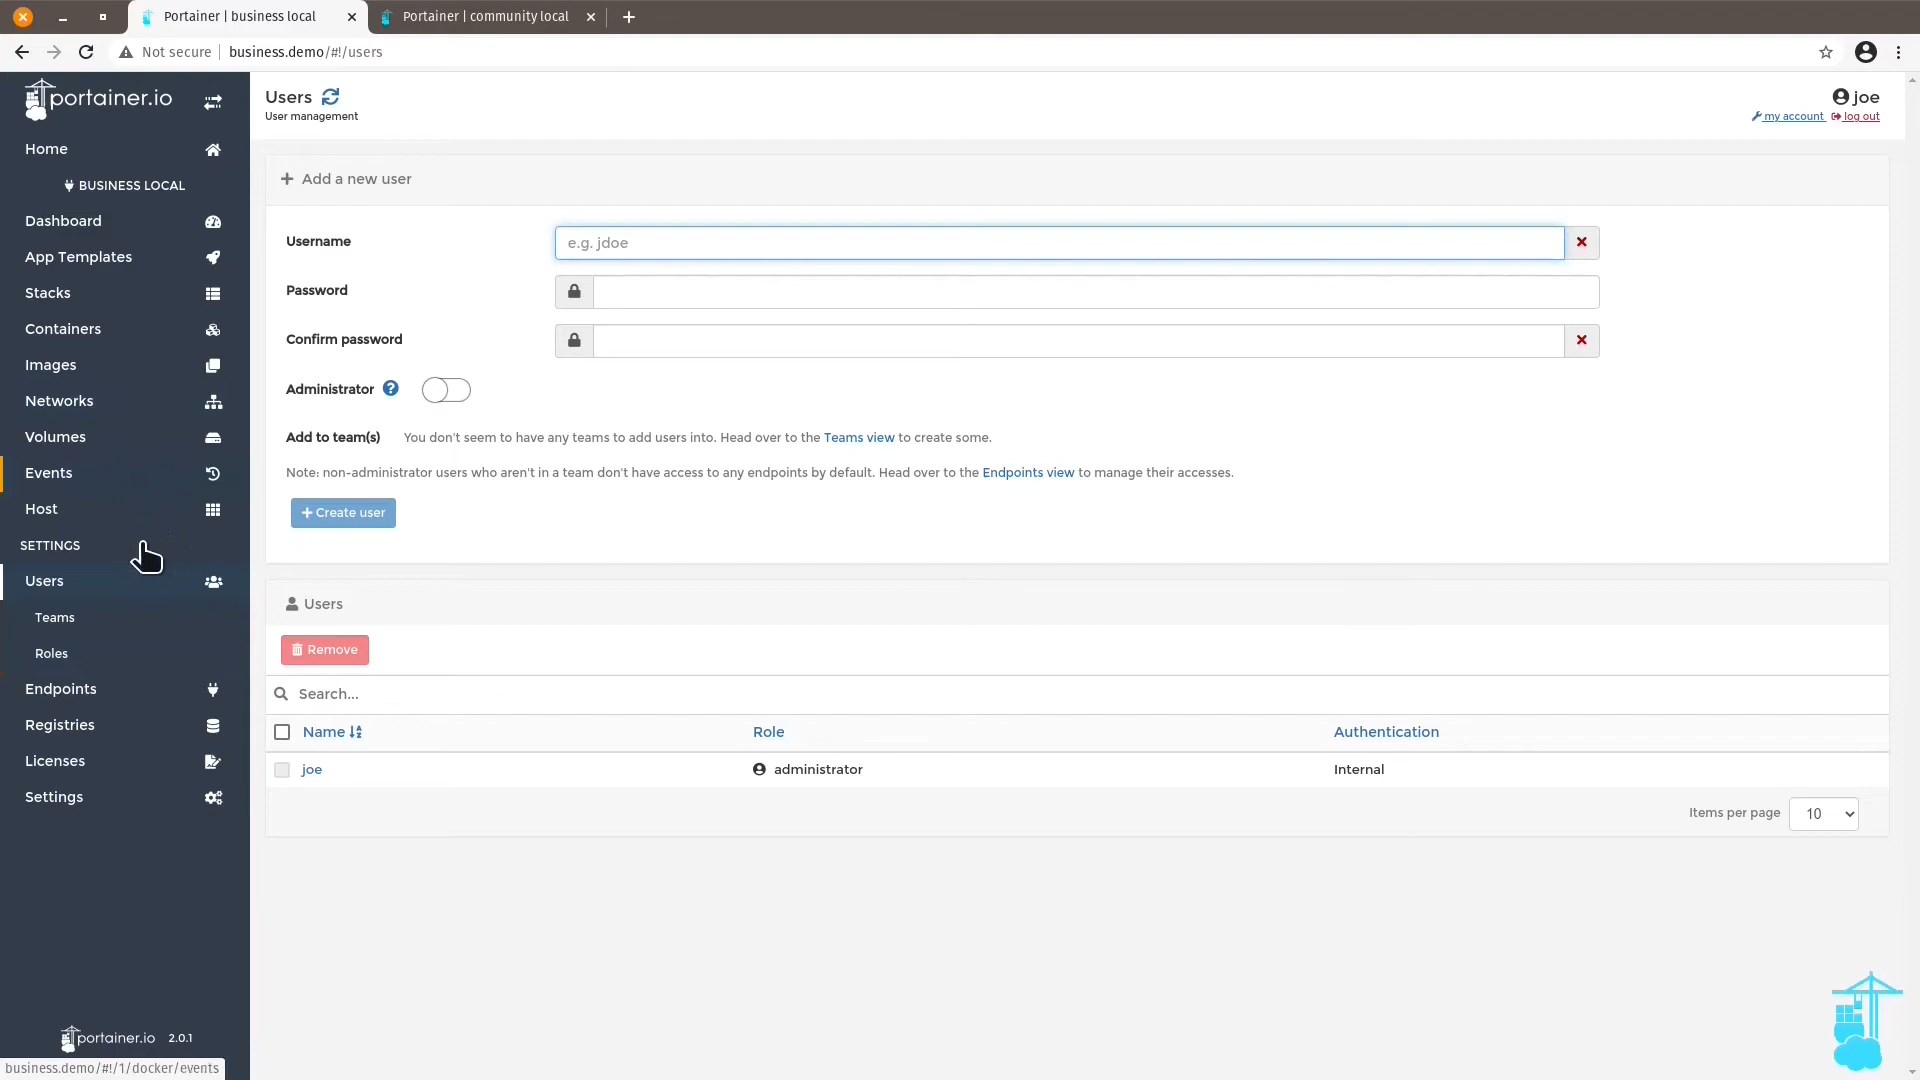 Portainer | business local
Portainer | community local
Not secure
business.demo/#!/users
portainer.io
Home
BUSINESS LOCAL
Dashboard
App Templates
Stacks
Containers
Images
Networks
Volumes
Events
Host
SETTINGS
Users
Teams
Roles
Endpoints
Registries
Licenses
Settings
portainer.io 2.0.1
business.demo/#!/1/docker/events
Users
User management
joe
my account log out
Add a new user
Username
e.g. jdoe
Password
Confirm password
Administrator
Add to team(s) You don't seem to have any teams to add users into. Head over to the Teams view to create some.
Note: non-administrator users who aren't in a team don't have access to any endpoints by default. Head over to the Endpoints view to manage their accesses.
Create user
Users
Remove
Search...
Name Role Authentication
joe administrator Internal
Items per page 10